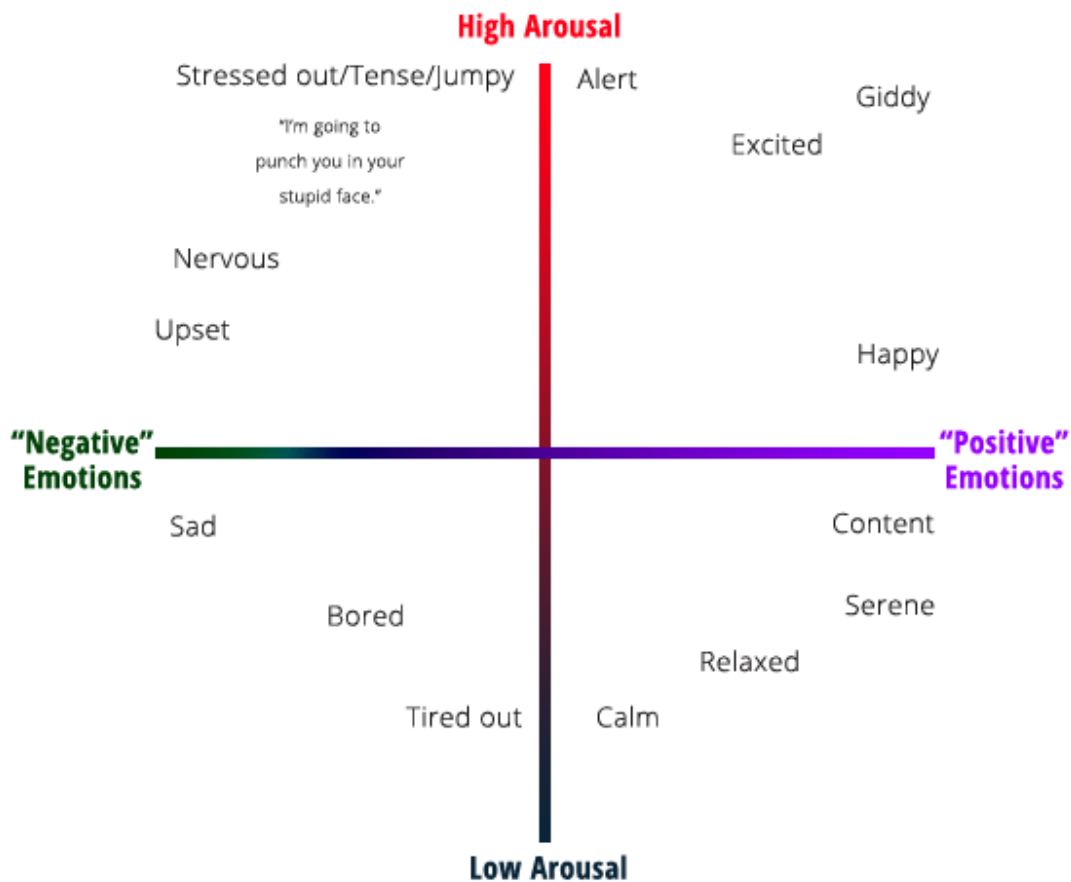 High Arousal
Stressed out/Tense/Jumpy
Alert
Giddy
Excited
"I'm going to
punch you in your
stupid face."
Nervous
Upset
Happy
“Negative”
Emotions
“Positive”
Emotions
Sad
Content
Bored
Serene
Relaxed
Tired out
Calm
Low Arousal